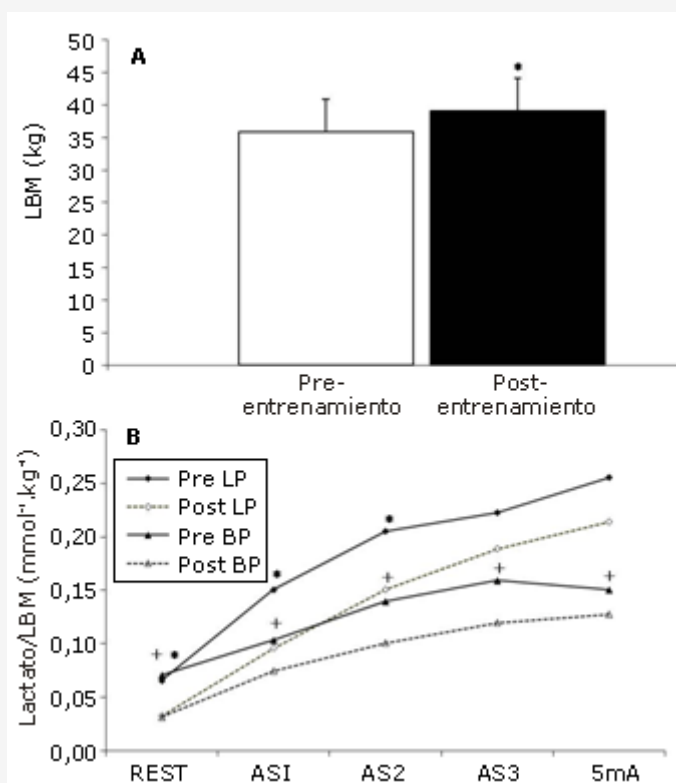 50
45
40
35
30
25
20
15
10
5
0
A
LBM (kg)
Pre-
entrenamiento
Post-
entrenamiento
B
0,30
0,25
0,20
0,15
0,10
0,05
0,00
Lactato/LBM (mmol⁻¹.kg⁻¹)
Pre LP
Post LP
Pre BP
Post BP
REST
ASI
AS2
AS3
5mA